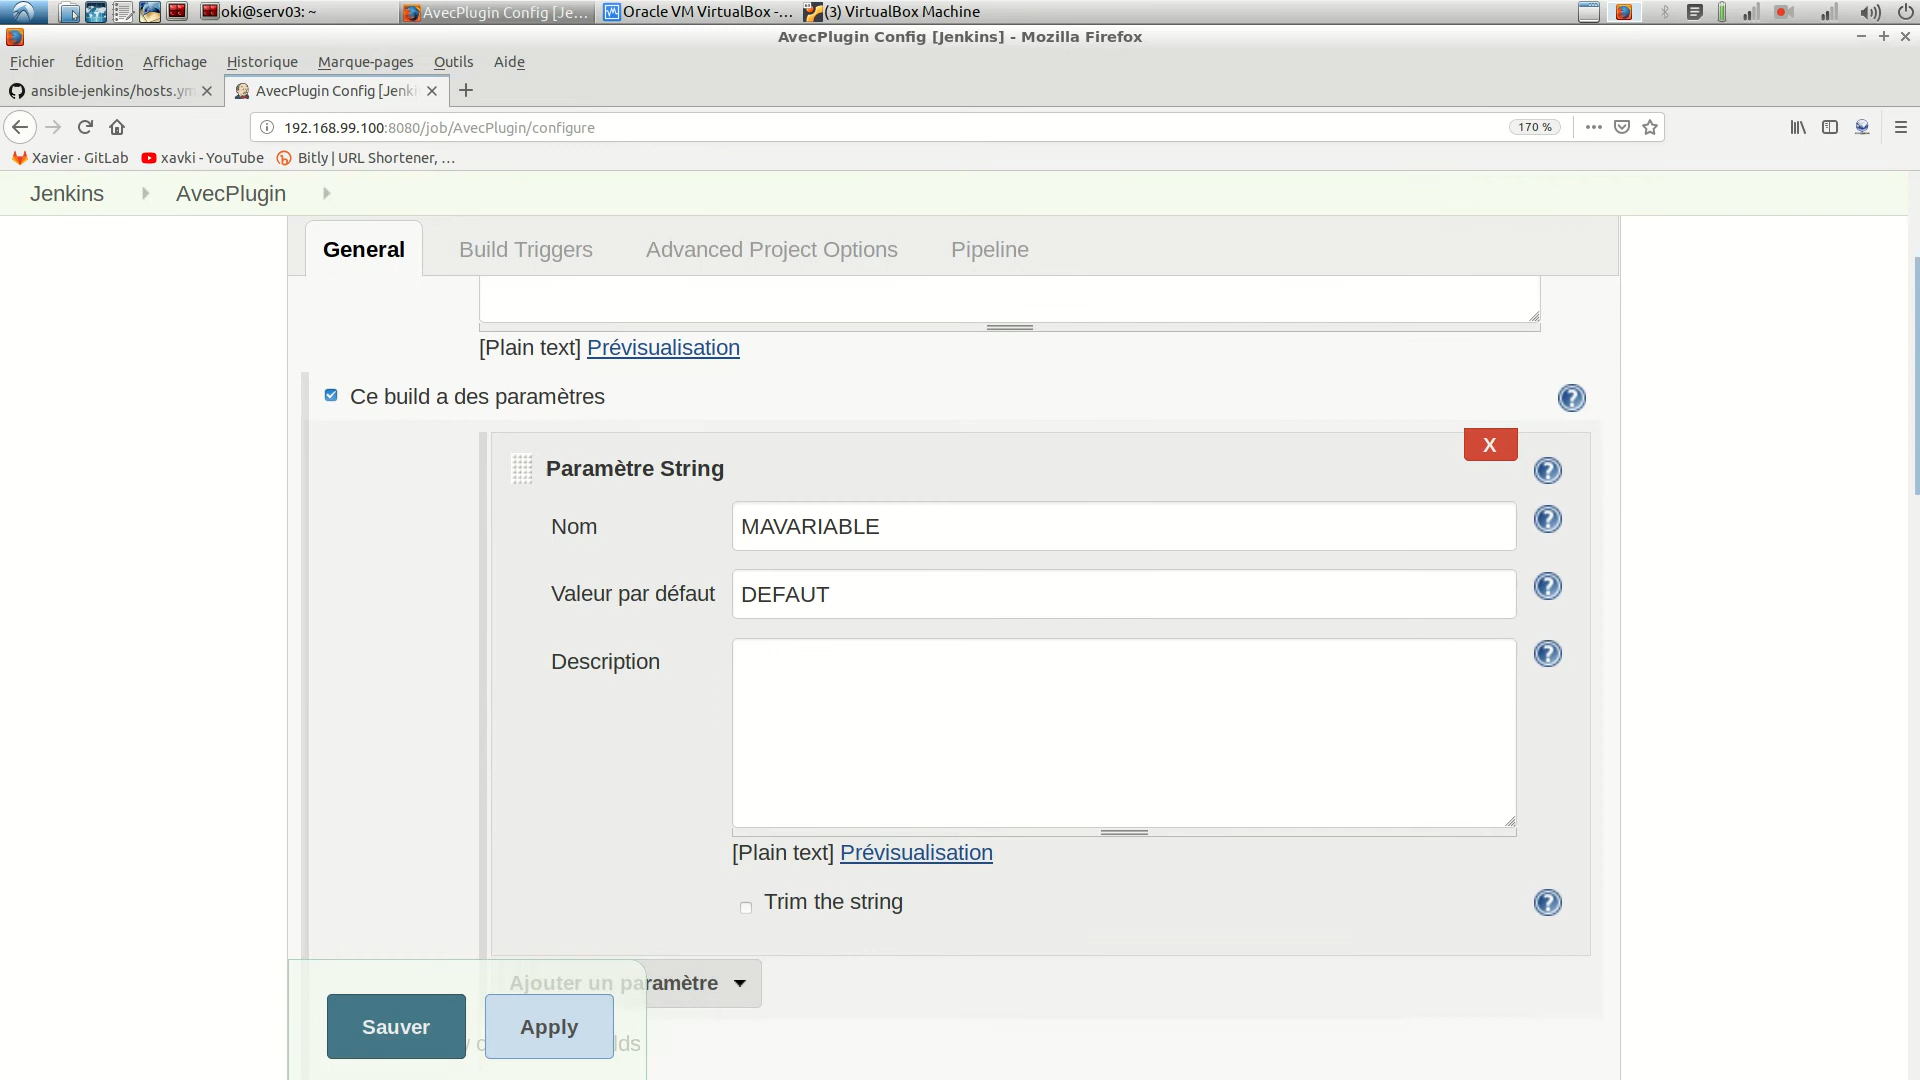 oki@serv03: ~
AvecPlugin Config [Je...
Oracle VM VirtualBox -...
(3) VirtualBox Machine
AvecPlugin Config [Jenkins] - Mozilla Firefox
Fichier Édition Affichage Historique Marque-pages Outils Aide
ansible-jenkins/hosts.ym
AvecPlugin Config [Jenki
192.168.99.100:8080/job/AvecPlugin/configure
170 %
Xavier · GitLab
xavki - YouTube
Bitly | URL Shortener, ...
Jenkins
AvecPlugin
General
Build Triggers
Advanced Project Options
Pipeline
[Plain text] Prévisualisation
Ce build a des paramètres
X
Paramètre String
Nom
MAVARIABLE
Valeur par défaut
DEFAUT
Description
[Plain text] Prévisualisation
Trim the string
Ajouter un paramètre
Sauver
Apply
lds